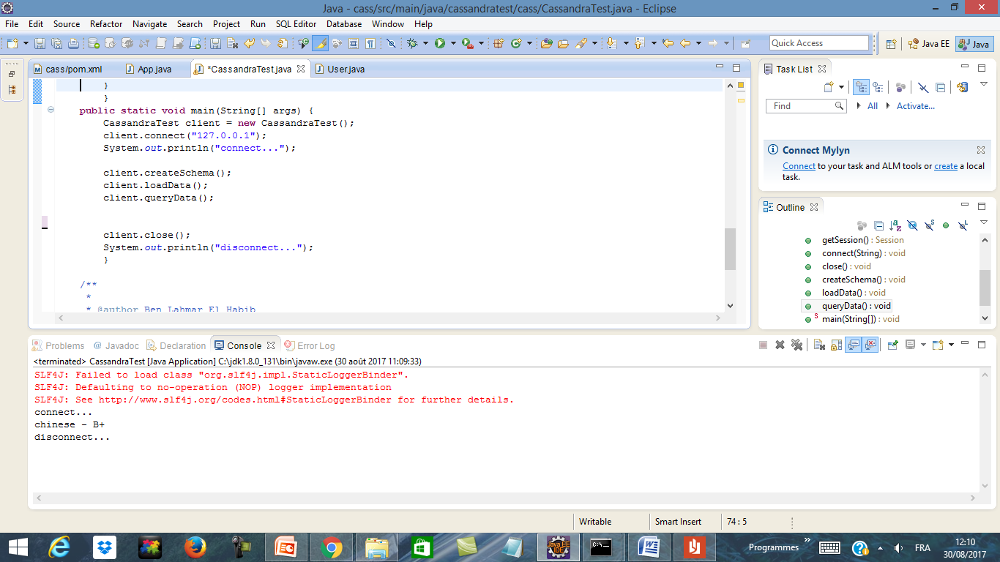 Java - cass/src/main/java/cassandratest/cass/CassandraTest.java - Eclipse
File Edit Source Refactor Navigate Search Project Run SQL Editor Database Window Help
Quick Access
Java EE
Java
cass/pom.xml
App.java
*CassandraTest.java
User.java
}
}
public static void main(String[] args) {
CassandraTest client = new CassandraTest();
client.connect("127.0.0.1");
System.out.println("connect...");
client.createSchema();
client.loadData();
client.queryData();
client.close();
System.out.println("disconnect...");
}
/**
*
* @author Ben Lahmar El Habib
Task List
Find
All
Activate...
Connect Mylyn
Connect to your task and ALM tools or create a local
task.
Outline
getSession() : Session
connect(String) : void
close() : void
createSchema() : void
loadData() : void
queryData() : void
main(String[]) : void
Problems
@ Javadoc
Declaration
Console
Error Log
<terminated> CassandraTest [Java Application] C:\jdk1.8.0_131\bin\javaw.exe (30 août 2017 11:09:33)
SLF4J: Failed to load class "org.slf4j.impl.StaticLoggerBinder".
SLF4J: Defaulting to no-operation (NOP) logger implementation
SLF4J: See http://www.slf4j.org/codes.html#StaticLoggerBinder for further details.
connect...
chinese - B+
disconnect...
Writable
Smart Insert
74 : 5
Java EE
IDE
C:\_
Programmes
FRA
12:10
30/08/2017